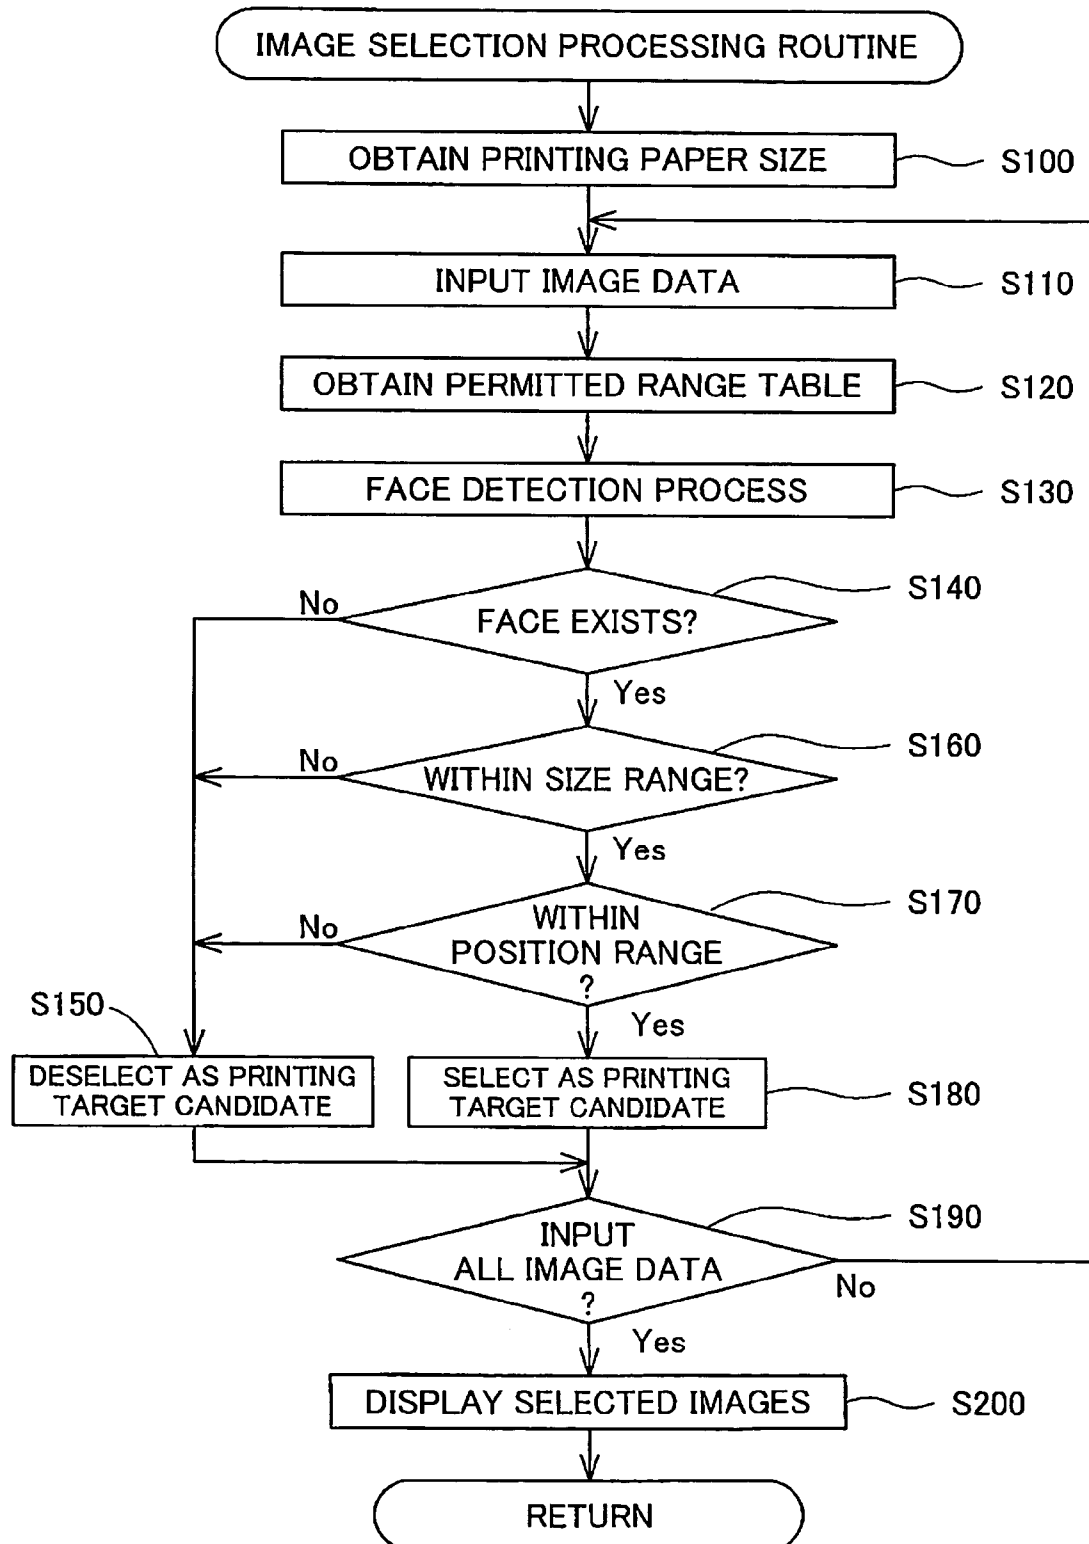 IMAGE SELECTION PROCESSING ROUTINE
OBTAIN PRINTING PAPER SIZE
S100
INPUT IMAGE DATA
S110
OBTAIN PERMITTED RANGE TABLE
S120
FACE DETECTION PROCESS
S130
S140
No
FACE EXISTS?
Yes
S160
No
WITHIN SIZE RANGE?
Yes
S170
No
WITHIN
POSITION RANGE
?
S150
Yes
DESELECT AS PRINTING
TARGET CANDIDATE
SELECT AS PRINTING
TARGET CANDIDATE
S180
S190
INPUT
ALL IMAGE DATA
?
No
Yes
DISPLAY SELECTED IMAGES
S200
RETURN